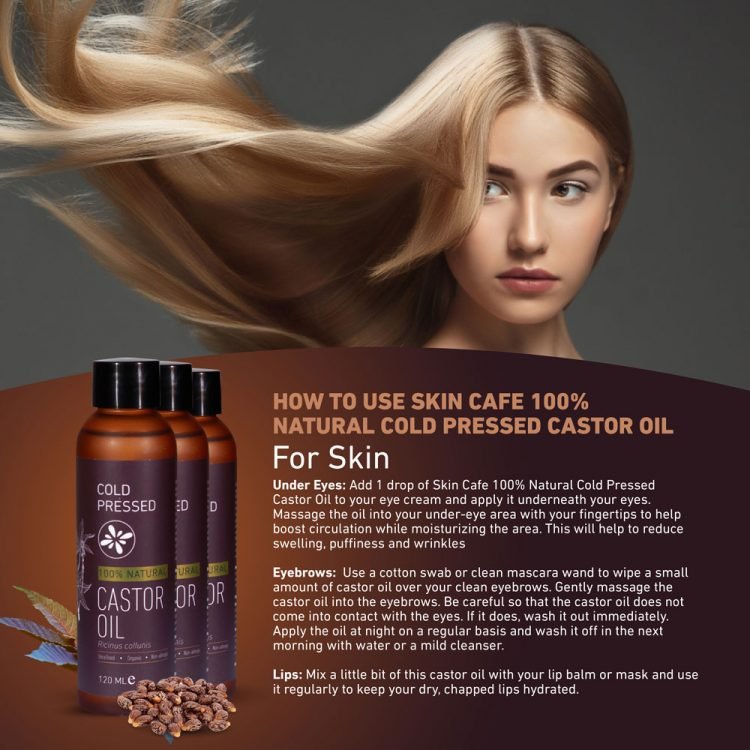 HOW TO USE SKIN CAFE 100%
NATURAL COLD PRESSED CASTOR OIL
For Skin
Under Eyes: Add 1 drop of Skin Cafe 100% Natural Cold Pressed
Castor Oil to your eye cream and apply it underneath your eyes.
Massage the oil into your under-eye area with your fingertips to help
boost circulation while moisturizing the area. This will help to reduce
swelling, puffiness and wrinkles
Eyebrows: Use a cotton swab or clean mascara wand to wipe a small
amount of castor oil over your clean eyebrows. Gently massage the
castor oil into the eyebrows. Be careful so that the castor oil does not
come into contact with the eyes. If it does, wash it out immediately.
Apply the oil at night on a regular basis and wash it off in the next
morning with water or a mild cleanser.
Lips: Mix a little bit of this castor oil with your lip balm or mask and use
it regularly to keep your dry, chapped lips hydrated.
COLD
PRESSED
100% NATURAL
CASTOR
OIL
Ricinus collunis
Organic
120 ML e